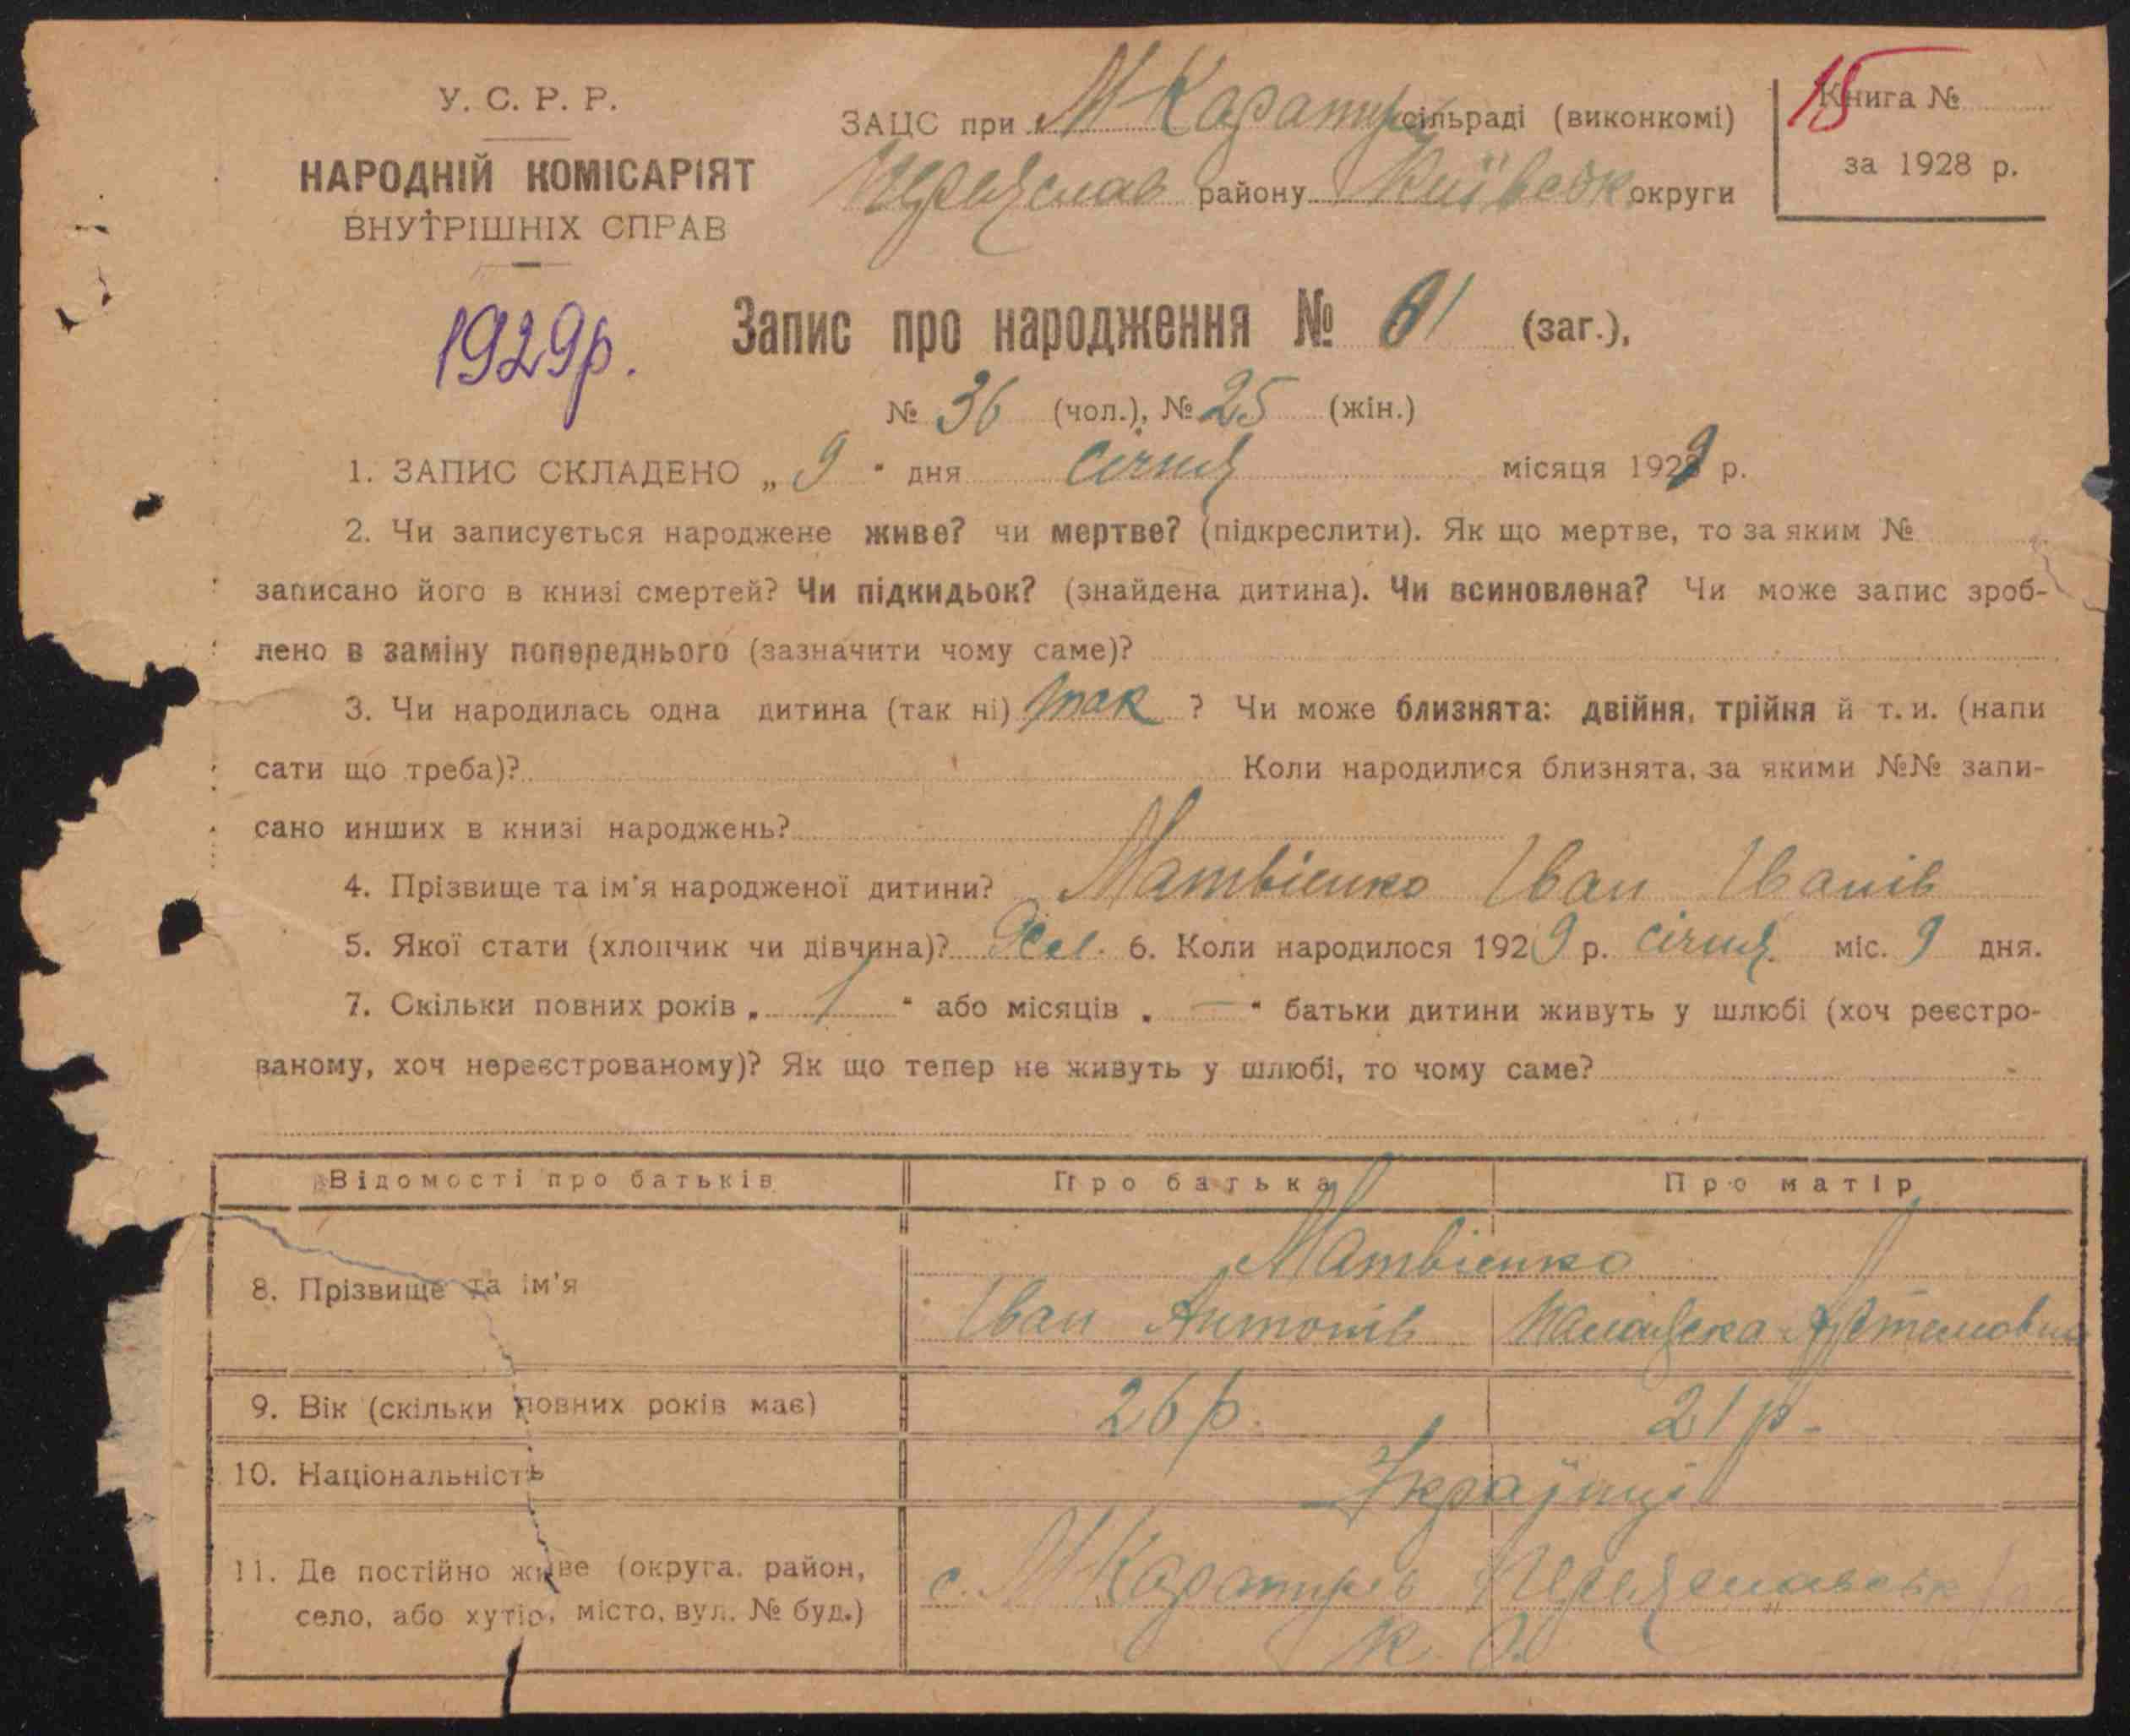 У. С. Р. Р.
НАРОДНІЙ КОМІСАРІЯТ
ВНУТРІШНІХ СПРАВ
ЗАЦС при М Карату сільраді (виконкомі)
Переяслав району Київськ округи
15
Книга №
за 1928 р.
1929р.
Запис про народження № 61 (заг.),
№ 36 (чол.), № 25 (жін.)
1. ЗАПИС СКЛАДЕНО „ 9 " дня січня місяця 1929 р.
2. Чи записується народжене живе? чи мертве? (підкреслити). Як що мертве, то за яким №
записано його в книзі смертей? Чи підкидьок? (знайдена дитина). Чи всиновлена? Чи може запис зроб-
лено в заміну попереднього (зазначити чому саме)?
3. Чи народилась одна дитина (так ні) так ? Чи може близнята: двійня, трійня й т. и. (напи
сати що треба)? Коли народилися близнята, за якими №№ запи-
сано инших в книзі народжень?
4. Прізвище та ім'я народженої дитини? Матвієнко Іван Іванів
5. Якої стати (хлопчик чи дівчина)? 6. Коли народилося 1929 р. січня міс. 9 дня.
7. Скільки повних років „ 1 " або місяців „ — " батьки дитини живуть у шлюбі (хоч реєстро-
ваному, хоч нереєстрованому)? Як що тепер не живуть у шлюбі, то чому саме?
Відомості про батьків Про батька Про матір
Матвієнко
8. Прізвище та ім'я Іван Антонів
9. Вік (скільки повних років має) 26 р. 21 р.
10. Національність Українці
11. Де постійно живе (округа, район, с. М Каратуль Переяславськ
село, або хутір, місто, вул. № буд.) К. О.